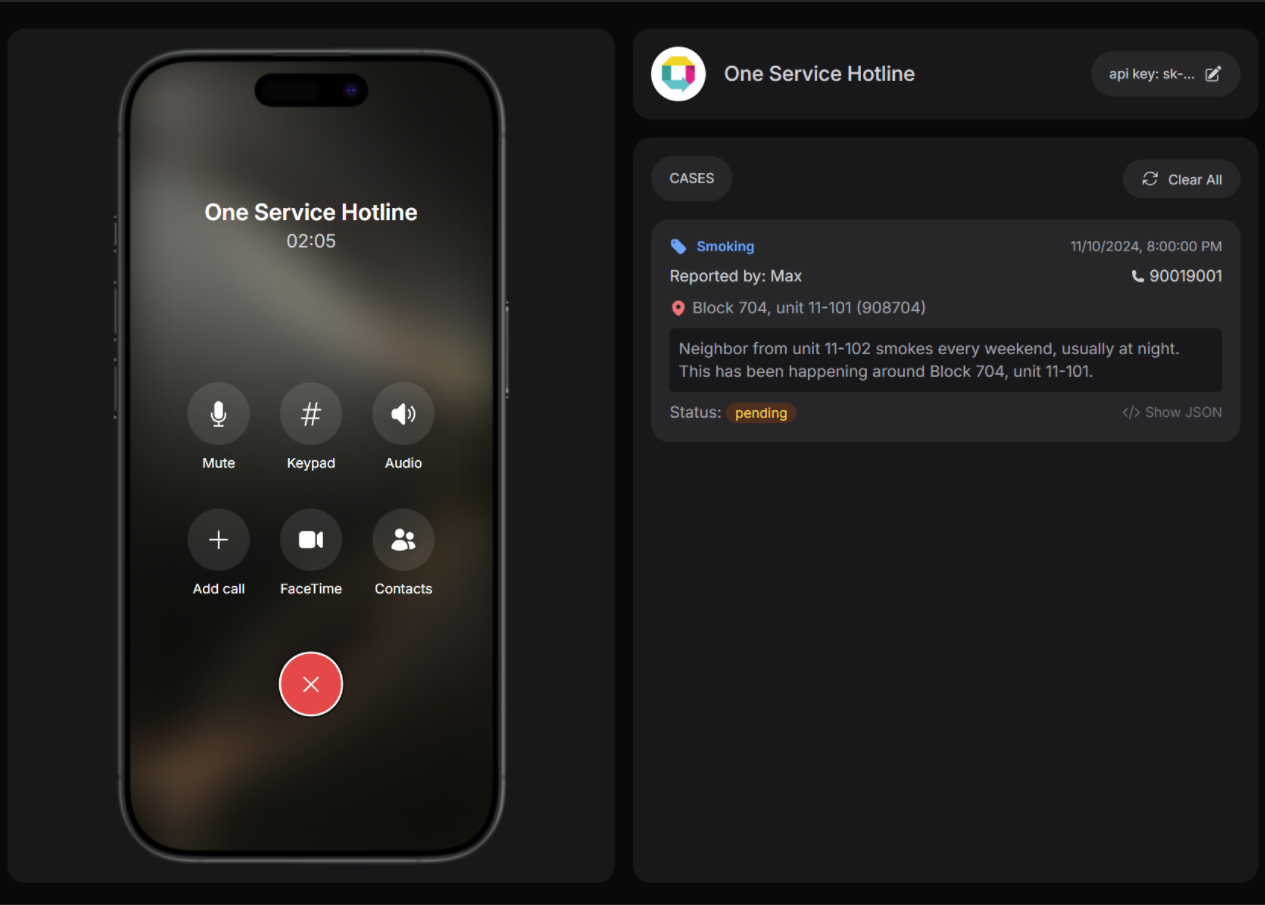 One Service Hotline
02:05
Mute
Keypad
Audio
Add call
FaceTime
Contacts
One Service Hotline
api key: sk-...
CASES
Clear All
Smoking
11/10/2024, 8:00:00 PM
Reported by: Max
90019001
Block 704, unit 11-101 (908704)
Neighbor from unit 11-102 smokes every weekend, usually at night.
This has been happening around Block 704, unit 11-101.
Status: pending
</> Show JSON